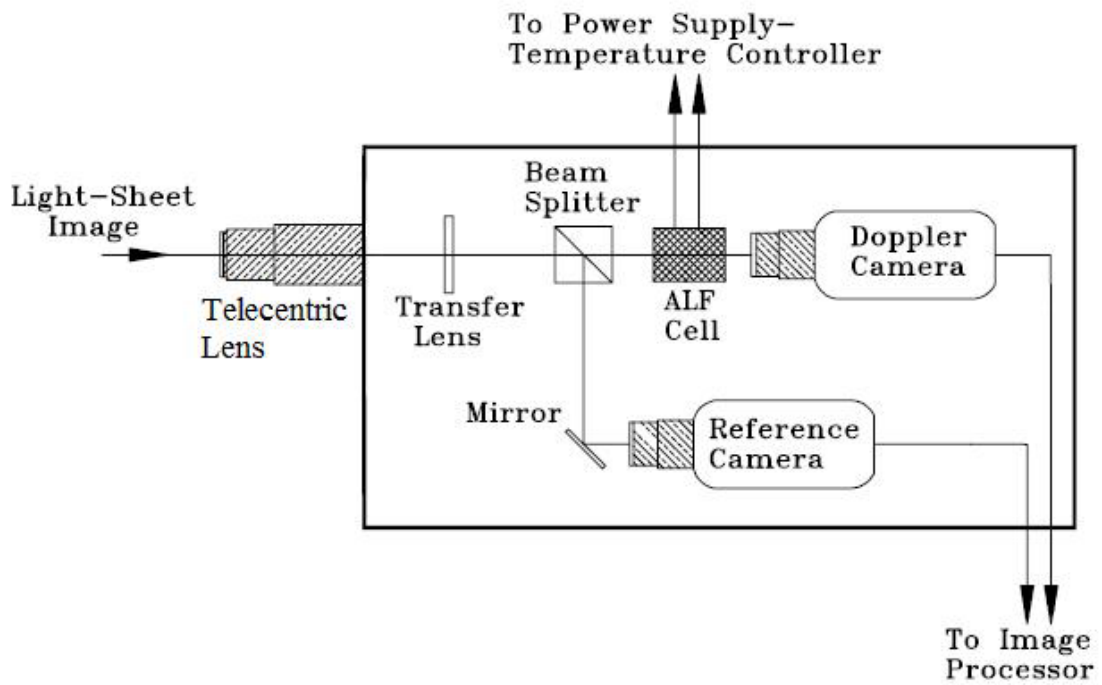 To Power Supply-
Temperature Controller
Light-Sheet
Image
Telecentric
Lens
Transfer
Lens
Beam
Splitter
ALF
Cell
Doppler
Camera
Mirror
Reference
Camera
To Image
Processor